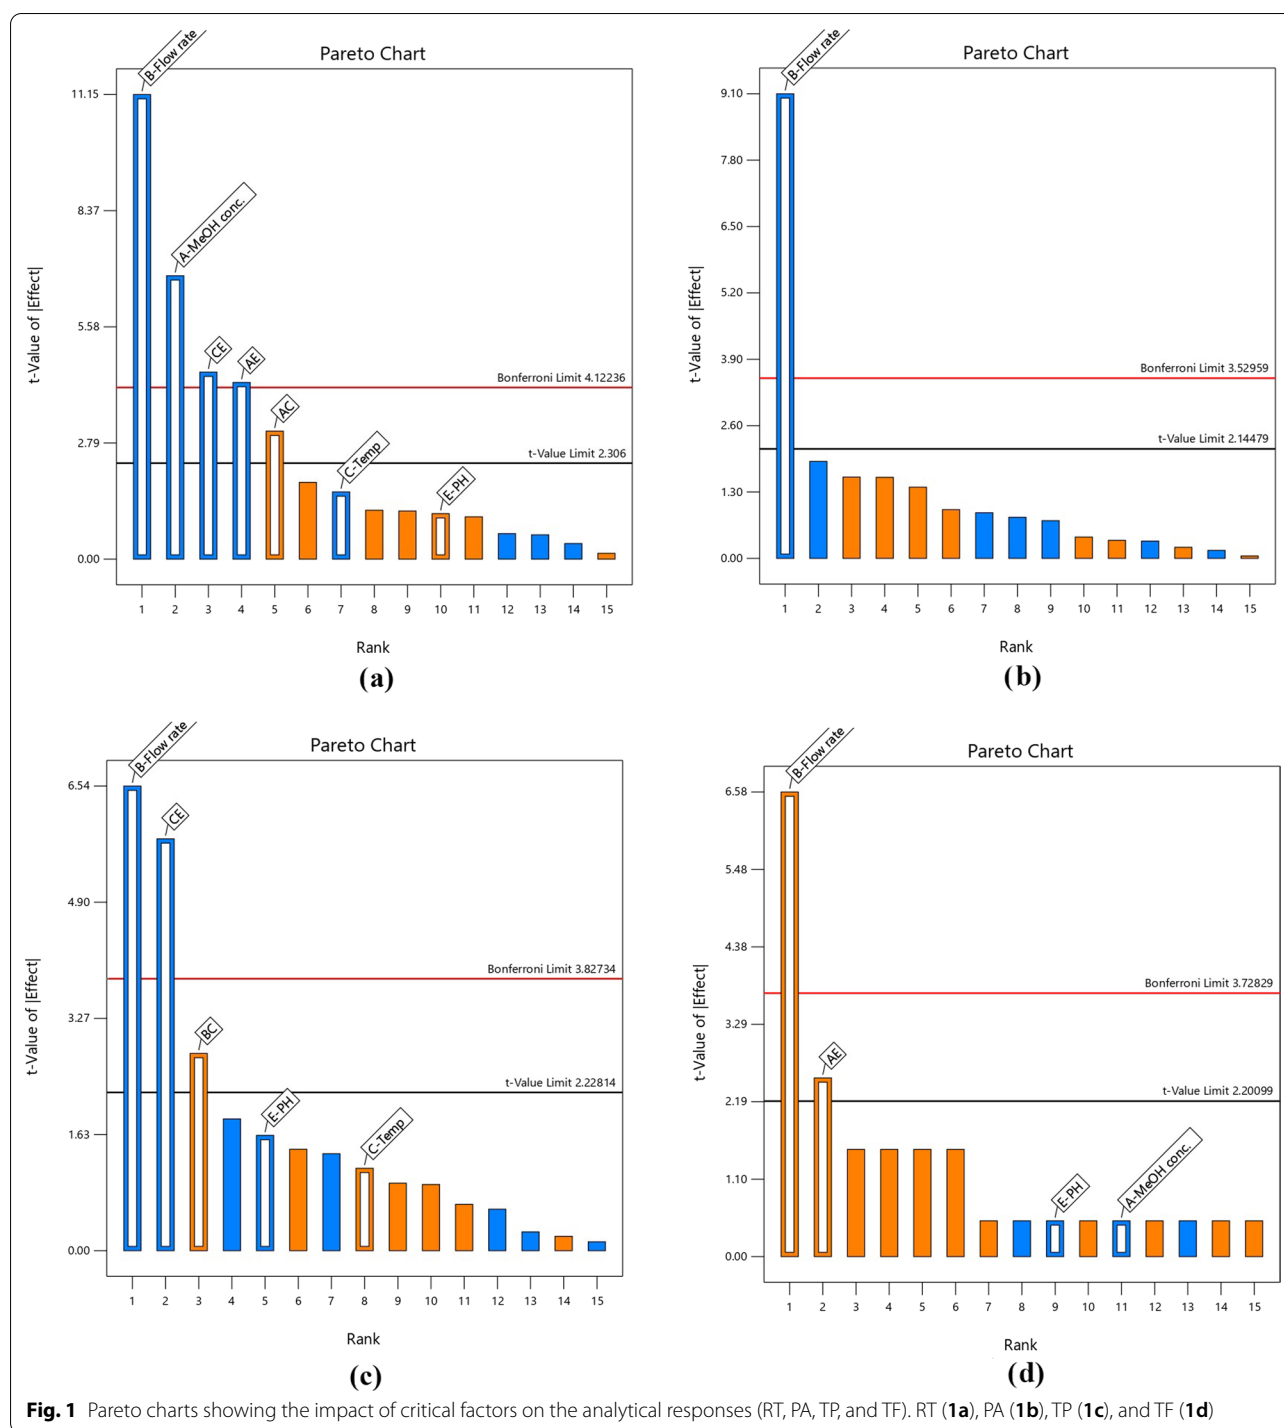 Pareto Chart
B-Flow rate
A-MeOH conc.
CE
AE
AC
C-Temp
E-PH
11.15
8.37
5.58
2.79
0.00
t-Value of |Effect|
Bonferroni Limit 4.12236
t-Value Limit 2.306
1 2 3 4 5 6 7 8 9 10 11 12 13 14 15
Rank
(a)
Pareto Chart
B-Flow rate
9.10
7.80
6.50
5.20
3.90
2.60
1.30
0.00
t-Value of |Effect|
Bonferroni Limit 3.52959
t-Value Limit 2.14479
1 2 3 4 5 6 7 8 9 10 11 12 13 14 15
Rank
(b)
Pareto Chart
B-Flow rate
CE
BC
E-PH
C-Temp
6.54
4.90
3.27
1.63
0.00
t-Value of |Effect|
Bonferroni Limit 3.82734
t-Value Limit 2.22814
1 2 3 4 5 6 7 8 9 10 11 12 13 14 15
Rank
(c)
Pareto Chart
B-Flow rate
AE
E-PH
A-MeOH conc.
6.58
5.48
4.38
3.29
2.19
1.10
0.00
t-Value of |Effect|
Bonferroni Limit 3.72829
t-Value Limit 2.20099
1 2 3 4 5 6 7 8 9 10 11 12 13 14 15
Rank
(d)
Fig. 1 Pareto charts showing the impact of critical factors on the analytical responses (RT, PA, TP, and TF). RT (1a), PA (1b), TP (1c), and TF (1d)